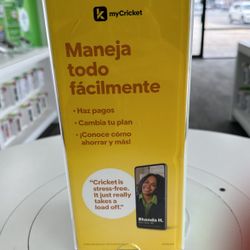 myCricket
Maneja
todo
fácilmente
• Haz pagos
• Cambia tu plan
• ¡Conoce cómo
ahorrar y más!
"Cricket is
stress-free.
It just really
takes a
load off."
Rhonda H.